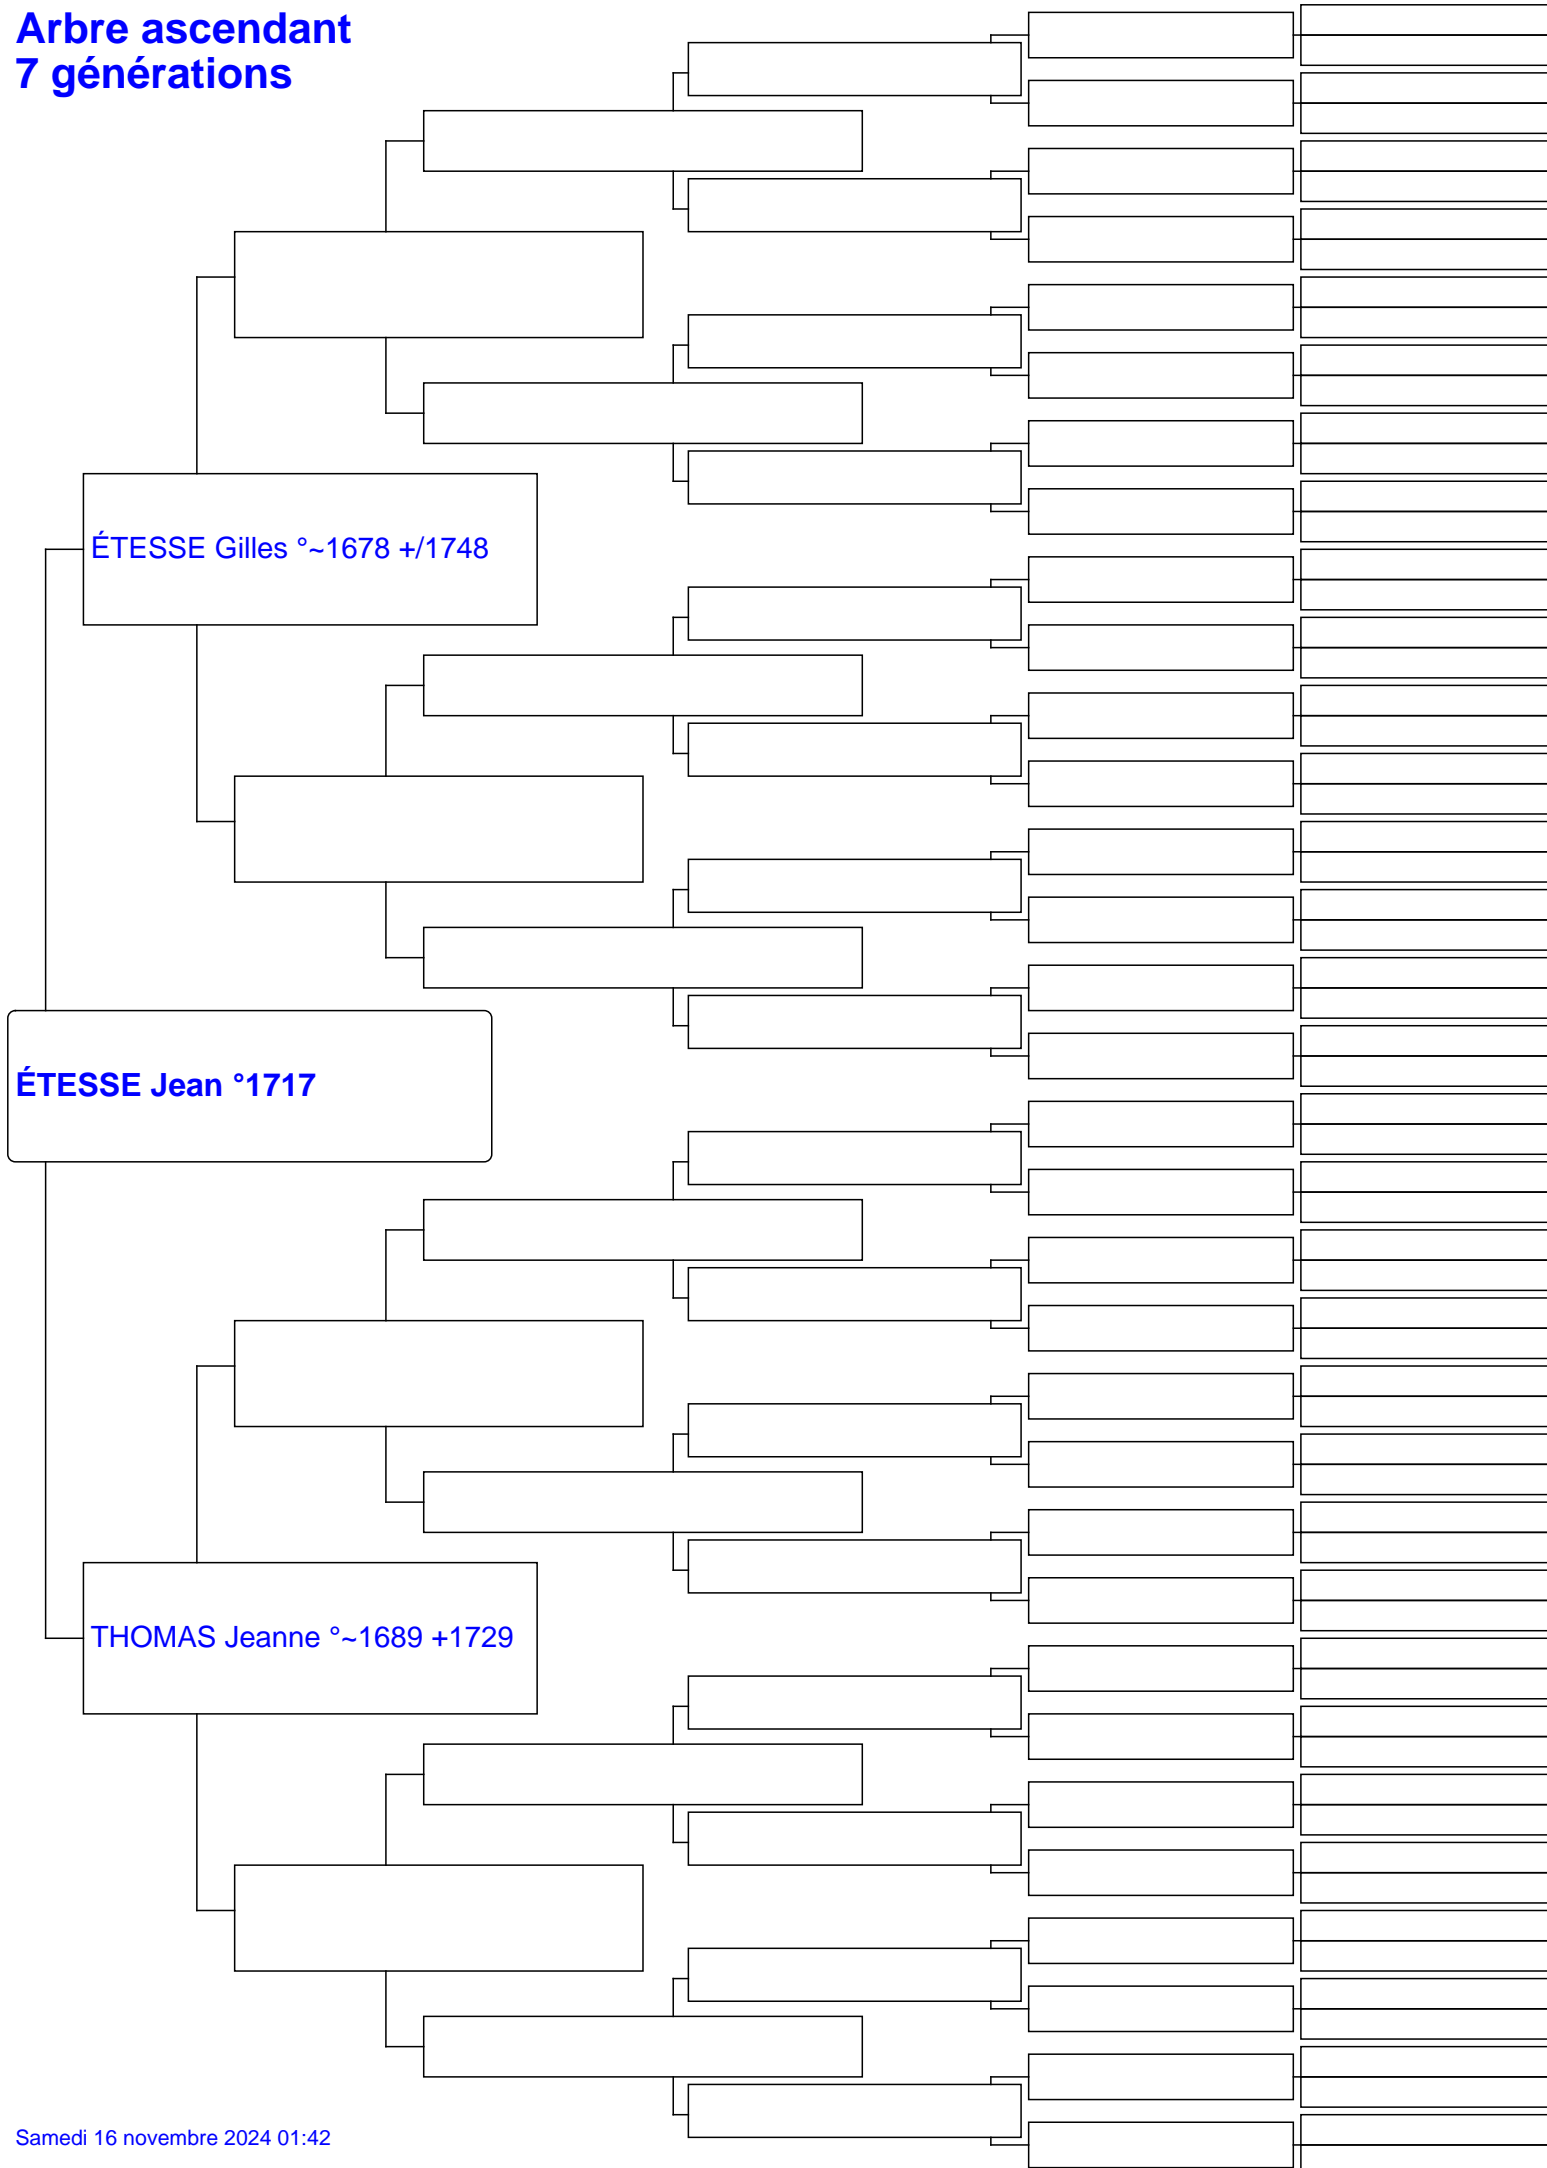 Arbre ascendant
7 générations
ÉTESSE Gilles °~1678 +/1748
ÉTESSE Jean °1717
THOMAS Jeanne °~1689 +1729
Samedi 16 novembre 2024 01:42